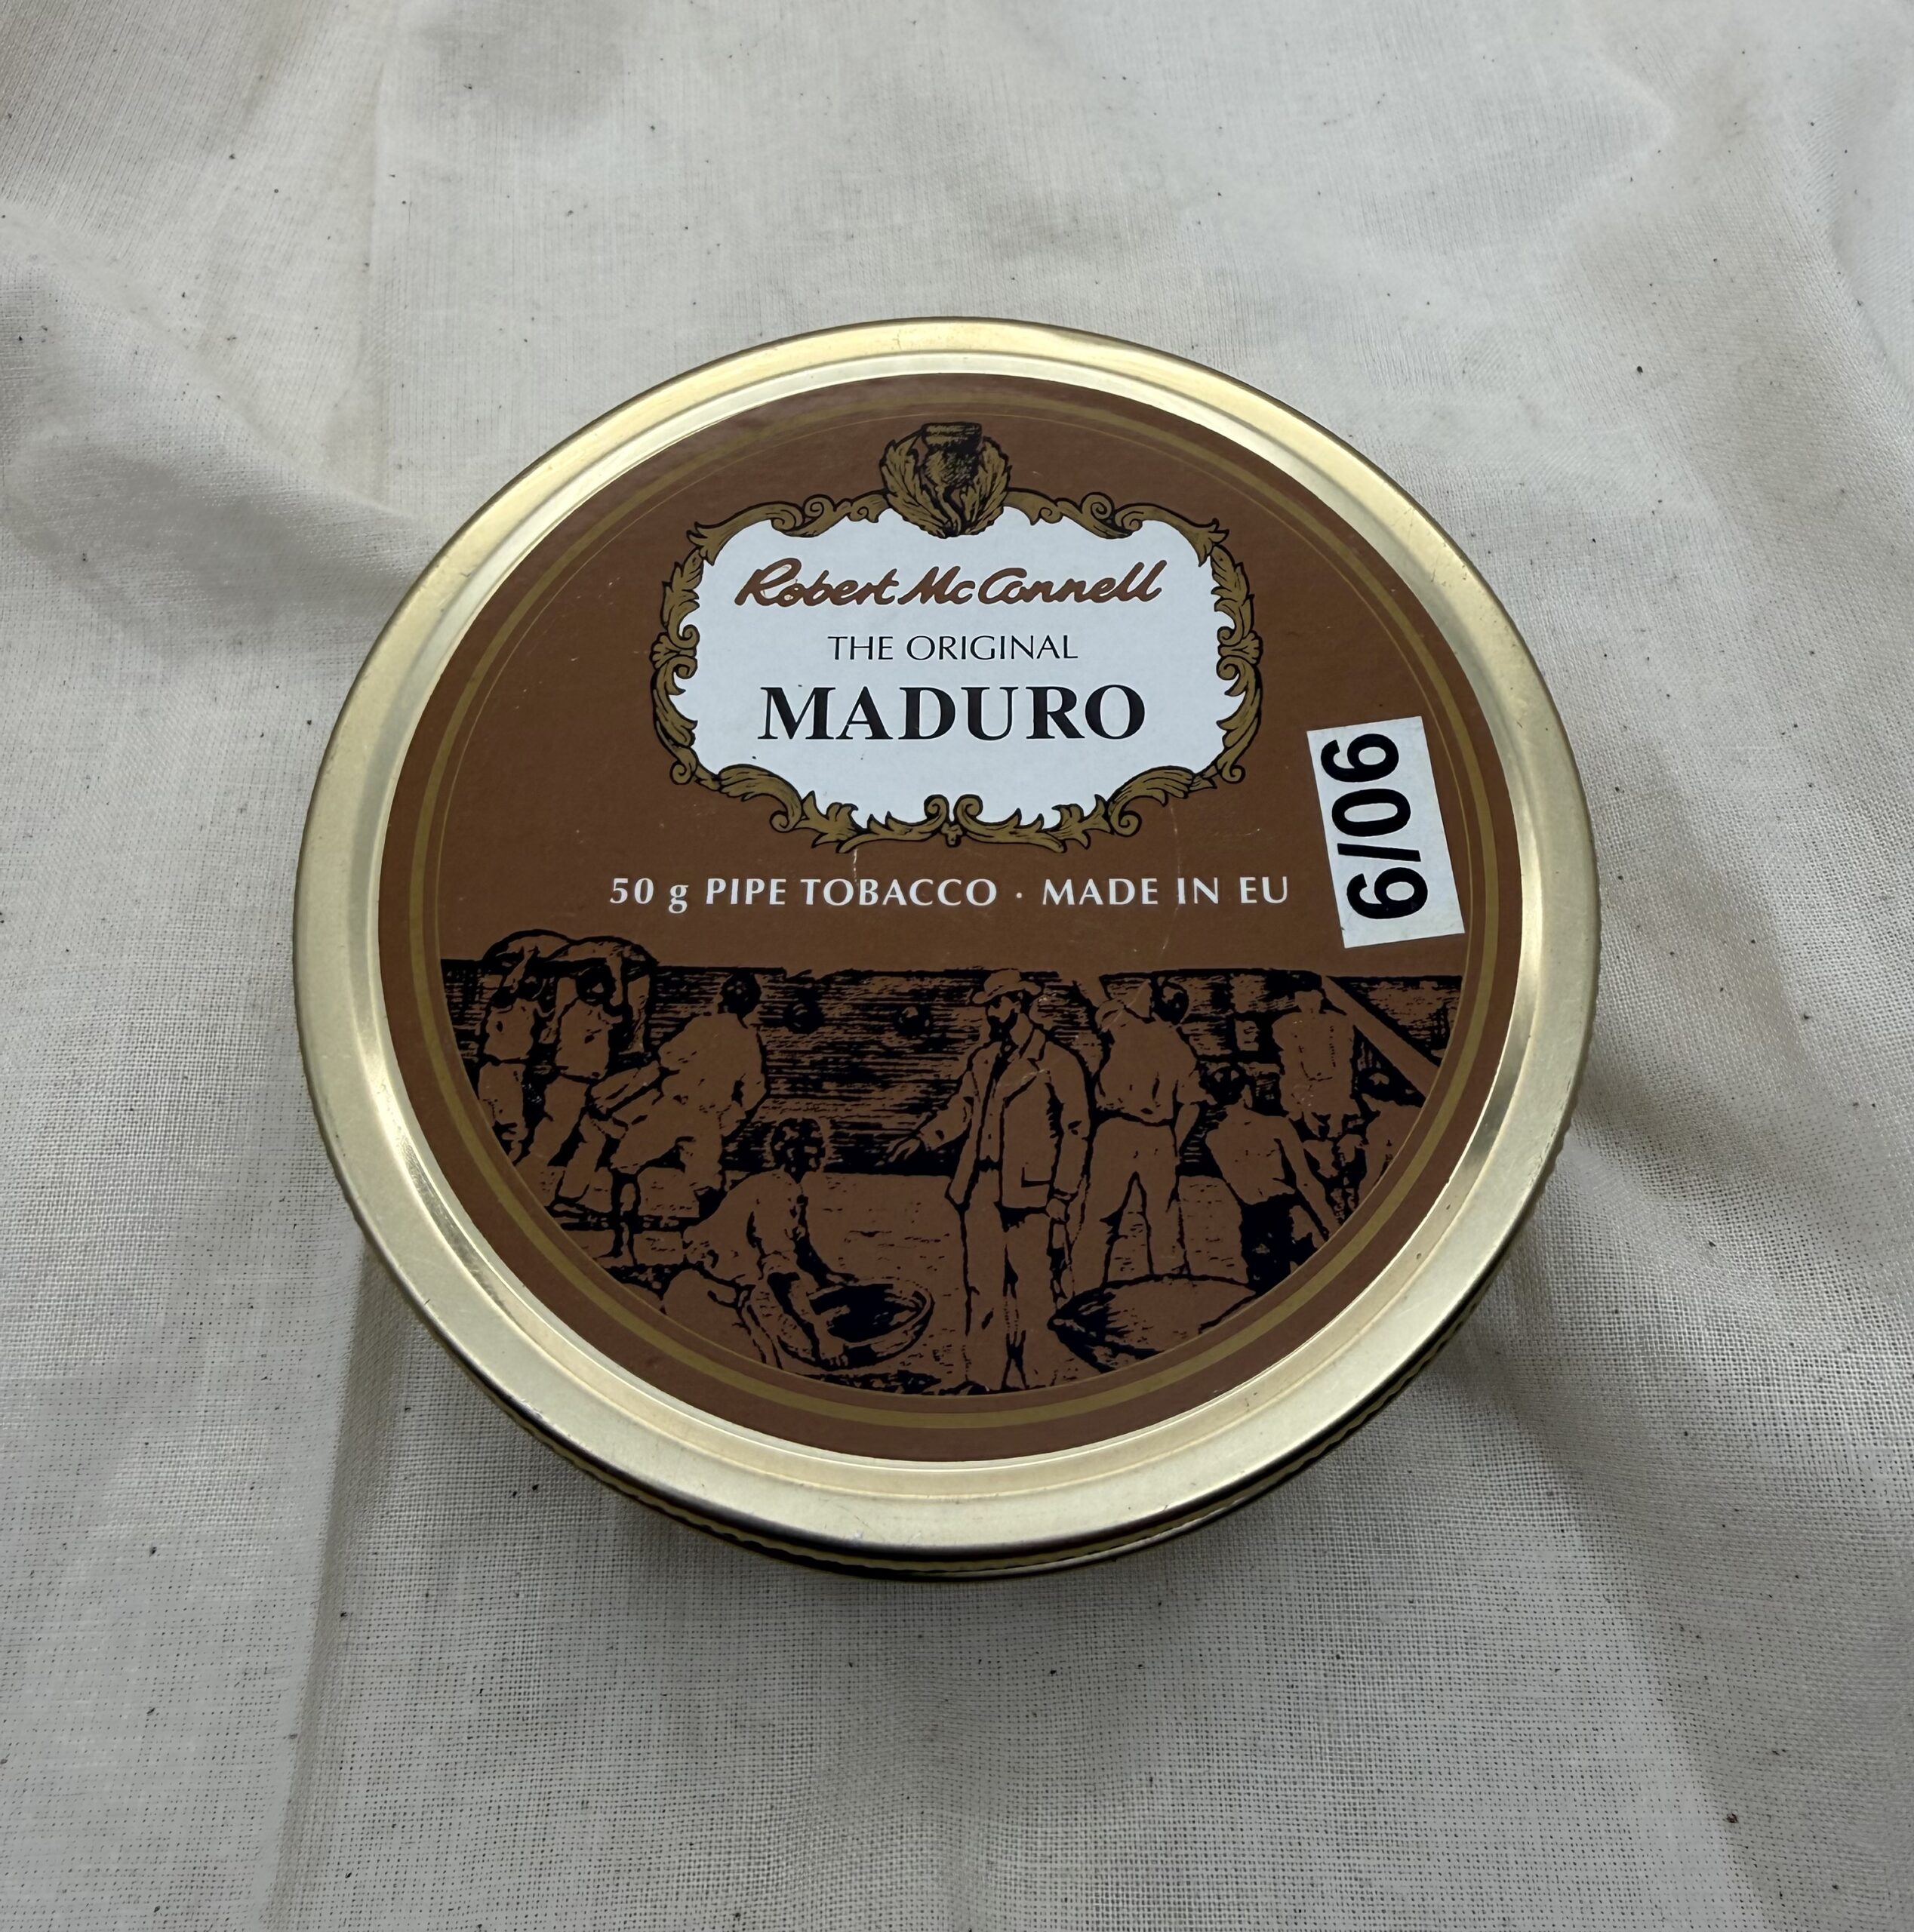 Robert McConnell
THE ORIGINAL
MADURO
6/06
50 g PIPE TOBACCO · MADE IN EU